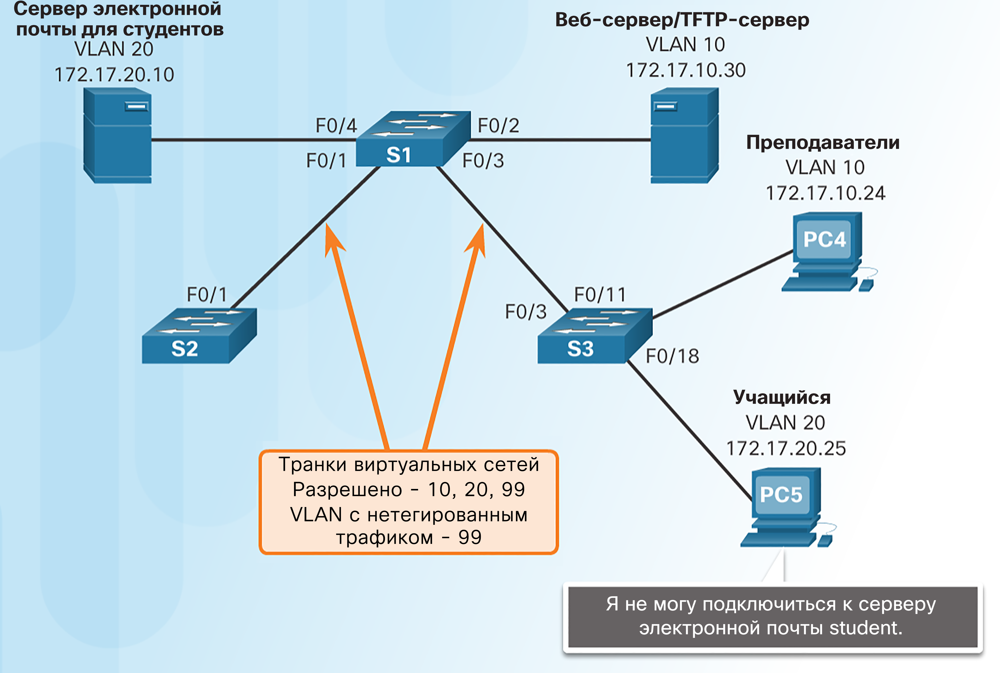 Сервер электронной
почты для студентов
VLAN 20
172.17.20.10
Веб-сервер/TFTP-сервер
VLAN 10
172.17.10.30
F0/4
F0/2
F0/1
S1
F0/3
Преподаватели
VLAN 10
172.17.10.24
PC4
F0/1
F0/11
F0/3
S2
S3
F0/18
Учащийся
VLAN 20
172.17.20.25
PC5
Транки виртуальных сетей
Разрешено - 10, 20, 99
VLAN с нетегированным
трафиком - 99
Я не могу подключиться к серверу
электронной почты student.